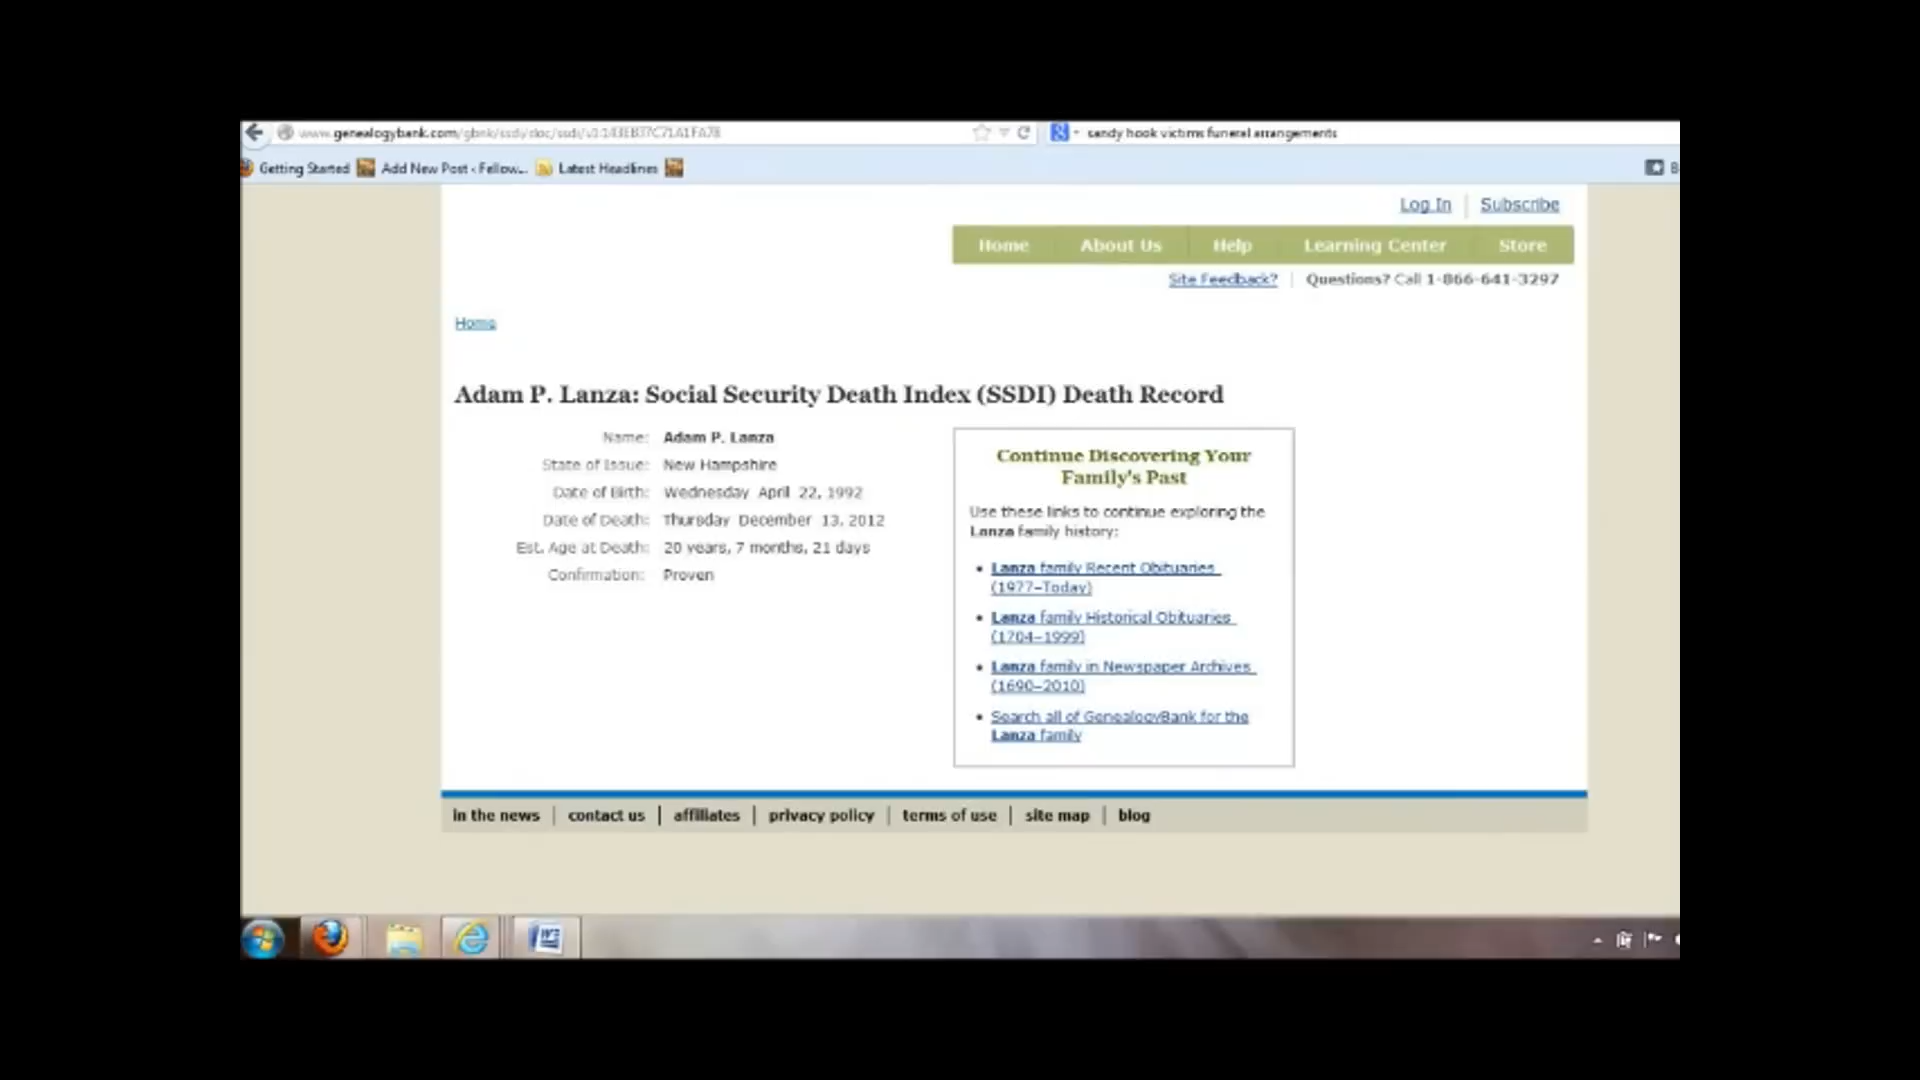 www.genealogybank.com/gbnk/ssdi/doc/ssdi/v1:143EB37C71A1FA78
sandy hook victims funeral arrangements
Getting Started Add New Post ‹ Fellow... Latest Headlines
Log In Subscribe
Home About Us Help Learning Center Store
Site Feedback? Questions? Call 1-866-641-3297
Home
Adam P. Lanza: Social Security Death Index (SSDI) Death Record
Name: Adam P. Lanza
State of Issue: New Hampshire
Date of Birth: Wednesday April 22, 1992
Date of Death: Thursday December 13, 2012
Est. Age at Death: 20 years, 7 months, 21 days
Confirmation: Proven
Continue Discovering Your
Family's Past
Use these links to continue exploring the
Lanza family history:
• Lanza family Recent Obituaries
(1977–Today)
• Lanza family Historical Obituaries
(1704–1999)
• Lanza family in Newspaper Archives
(1690–2010)
• Search all of GenealogyBank for the
Lanza family
in the news | contact us | affiliates | privacy policy | terms of use | site map | blog